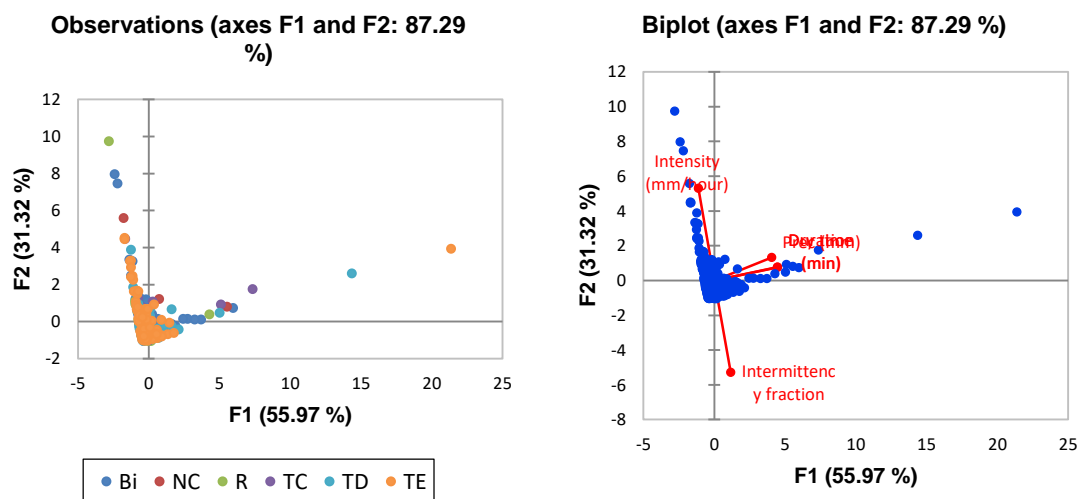 Observations (axes F1 and F2: 87.29
%)
12
10
8
6
4
2
0
-2
-5
0
5
10
15
20
25
F2 (31.32 %)
F1 (55.97 %)
Bi NC R TC TD TE
Biplot (axes F1 and F2: 87.29 %)
12
10
8
6
4
2
0
-2
-4
-6
-8
-5
0
5
10
15
20
25
F2 (31.32 %)
F1 (55.97 %)
Intensity
(mm/hour)
Duration
(min)
(mm)
Intermittenc
y fraction